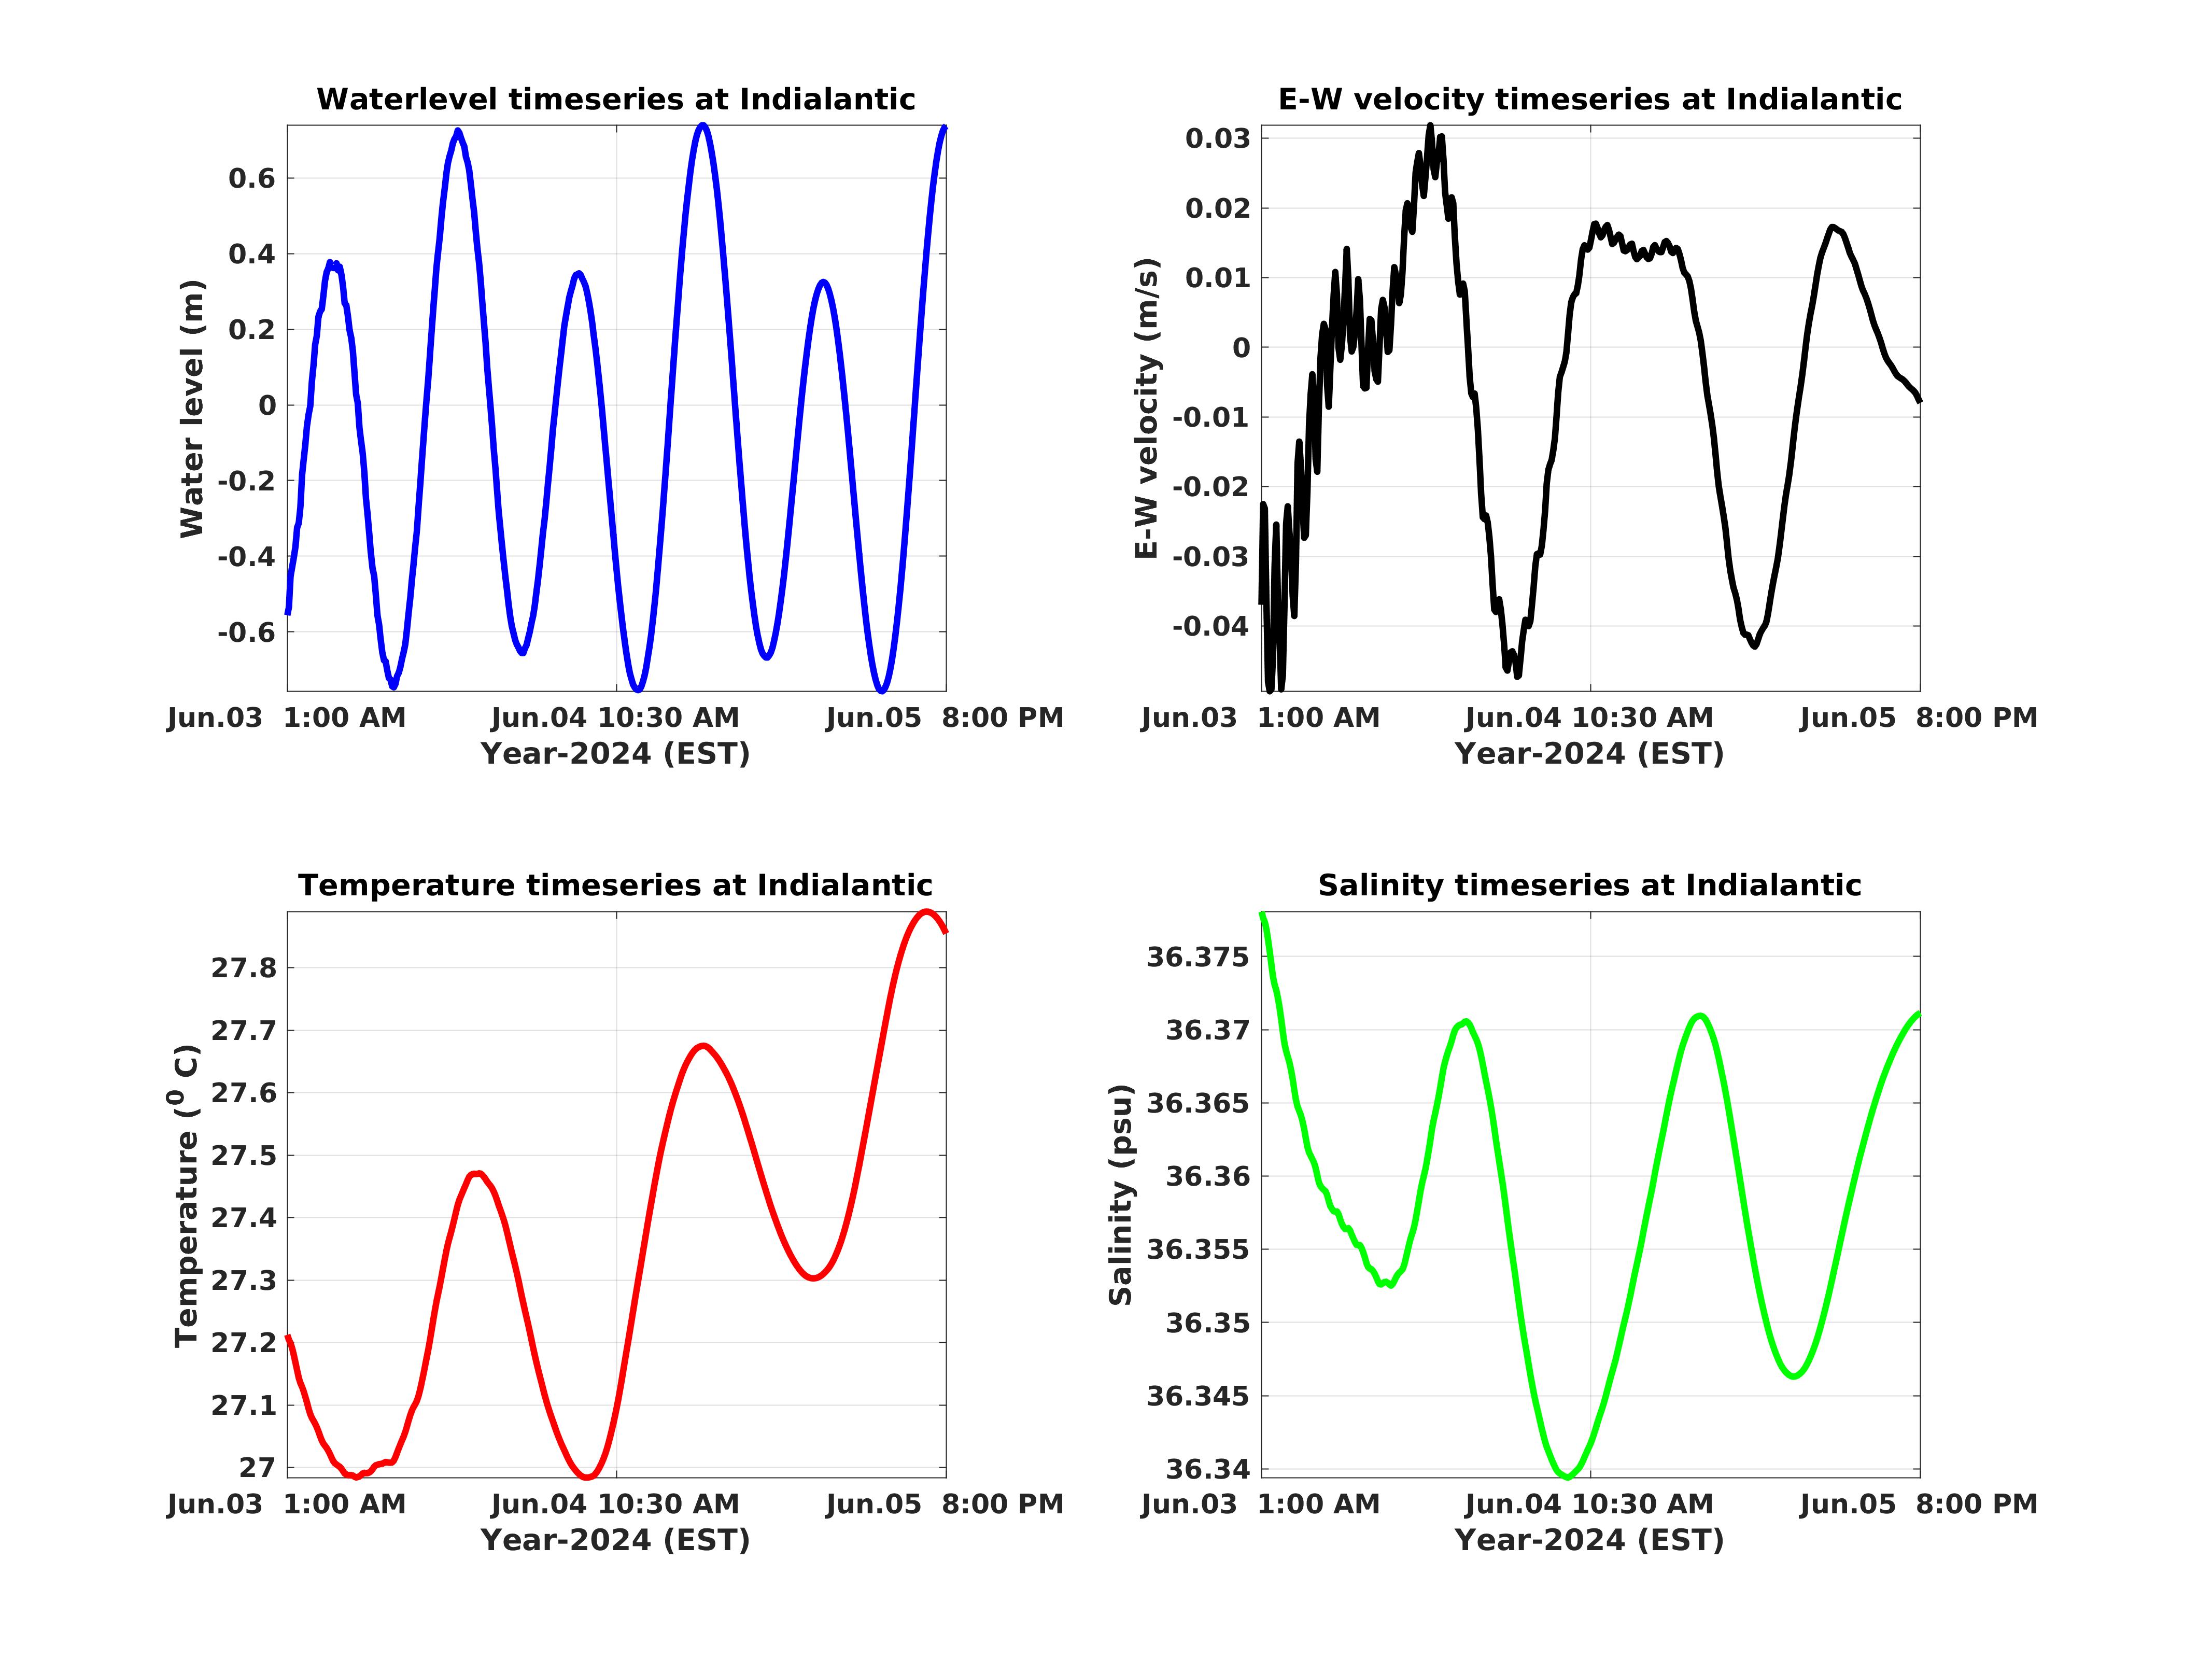 Waterlevel timeseries at Indialantic
Water level (m)
0.6
0.4
0.2
0
-0.2
-0.4
-0.6
Jun.03 1:00 AM
Jun.04 10:30 AM
Jun.05 8:00 PM
Year-2024 (EST)
E-W velocity timeseries at Indialantic
E-W velocity (m/s)
0.03
0.02
0.01
0
-0.01
-0.02
-0.03
-0.04
Jun.03 1:00 AM
Jun.04 10:30 AM
Jun.05 8:00 PM
Year-2024 (EST)
Temperature timeseries at Indialantic
Temperature (⁰ C)
27.8
27.7
27.6
27.5
27.4
27.3
27.2
27.1
27
Jun.03 1:00 AM
Jun.04 10:30 AM
Jun.05 8:00 PM
Year-2024 (EST)
Salinity timeseries at Indialantic
Salinity (psu)
36.375
36.37
36.365
36.36
36.355
36.35
36.345
36.34
Jun.03 1:00 AM
Jun.04 10:30 AM
Jun.05 8:00 PM
Year-2024 (EST)